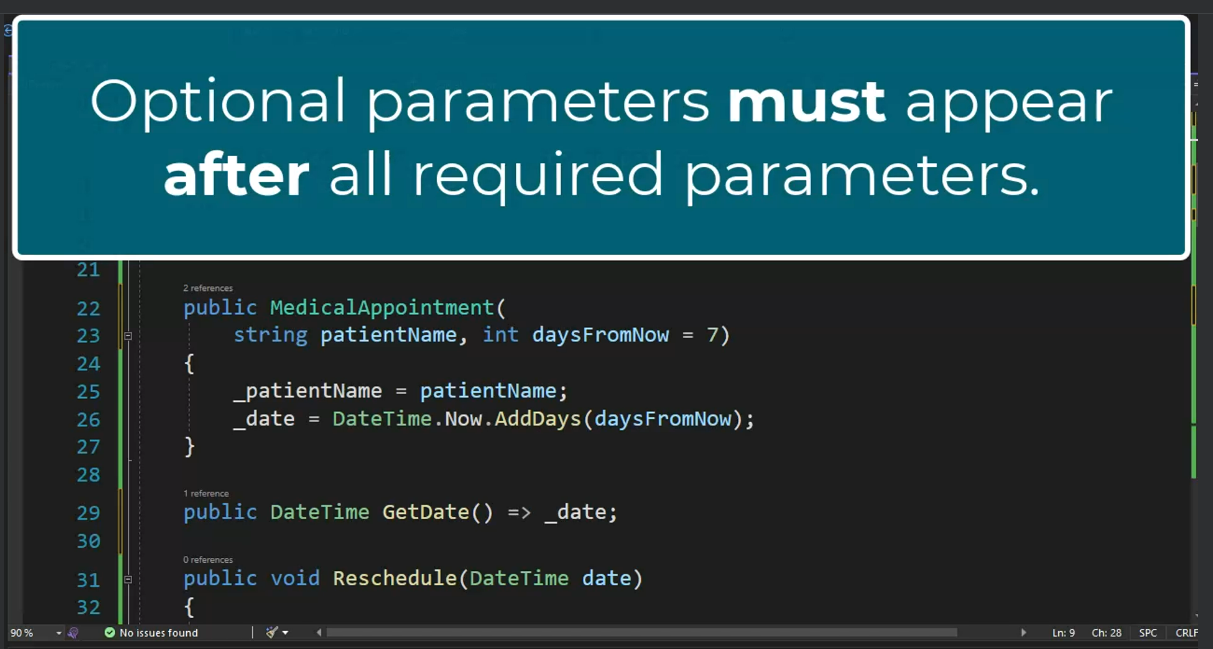 Optional parameters must appear
after all required parameters.
21
2 references
22 public MedicalAppointment(
23 string patientName, int daysFromNow = 7)
24 {
25 _patientName = patientName;
26 _date = DateTime.Now.AddDays(daysFromNow);
27 }
28
1 reference
29 public DateTime GetDate() => _date;
30
0 references
31 public void Reschedule(DateTime date)
32 {
90 % No issues found Ln: 9 Ch: 28 SPC CRLF